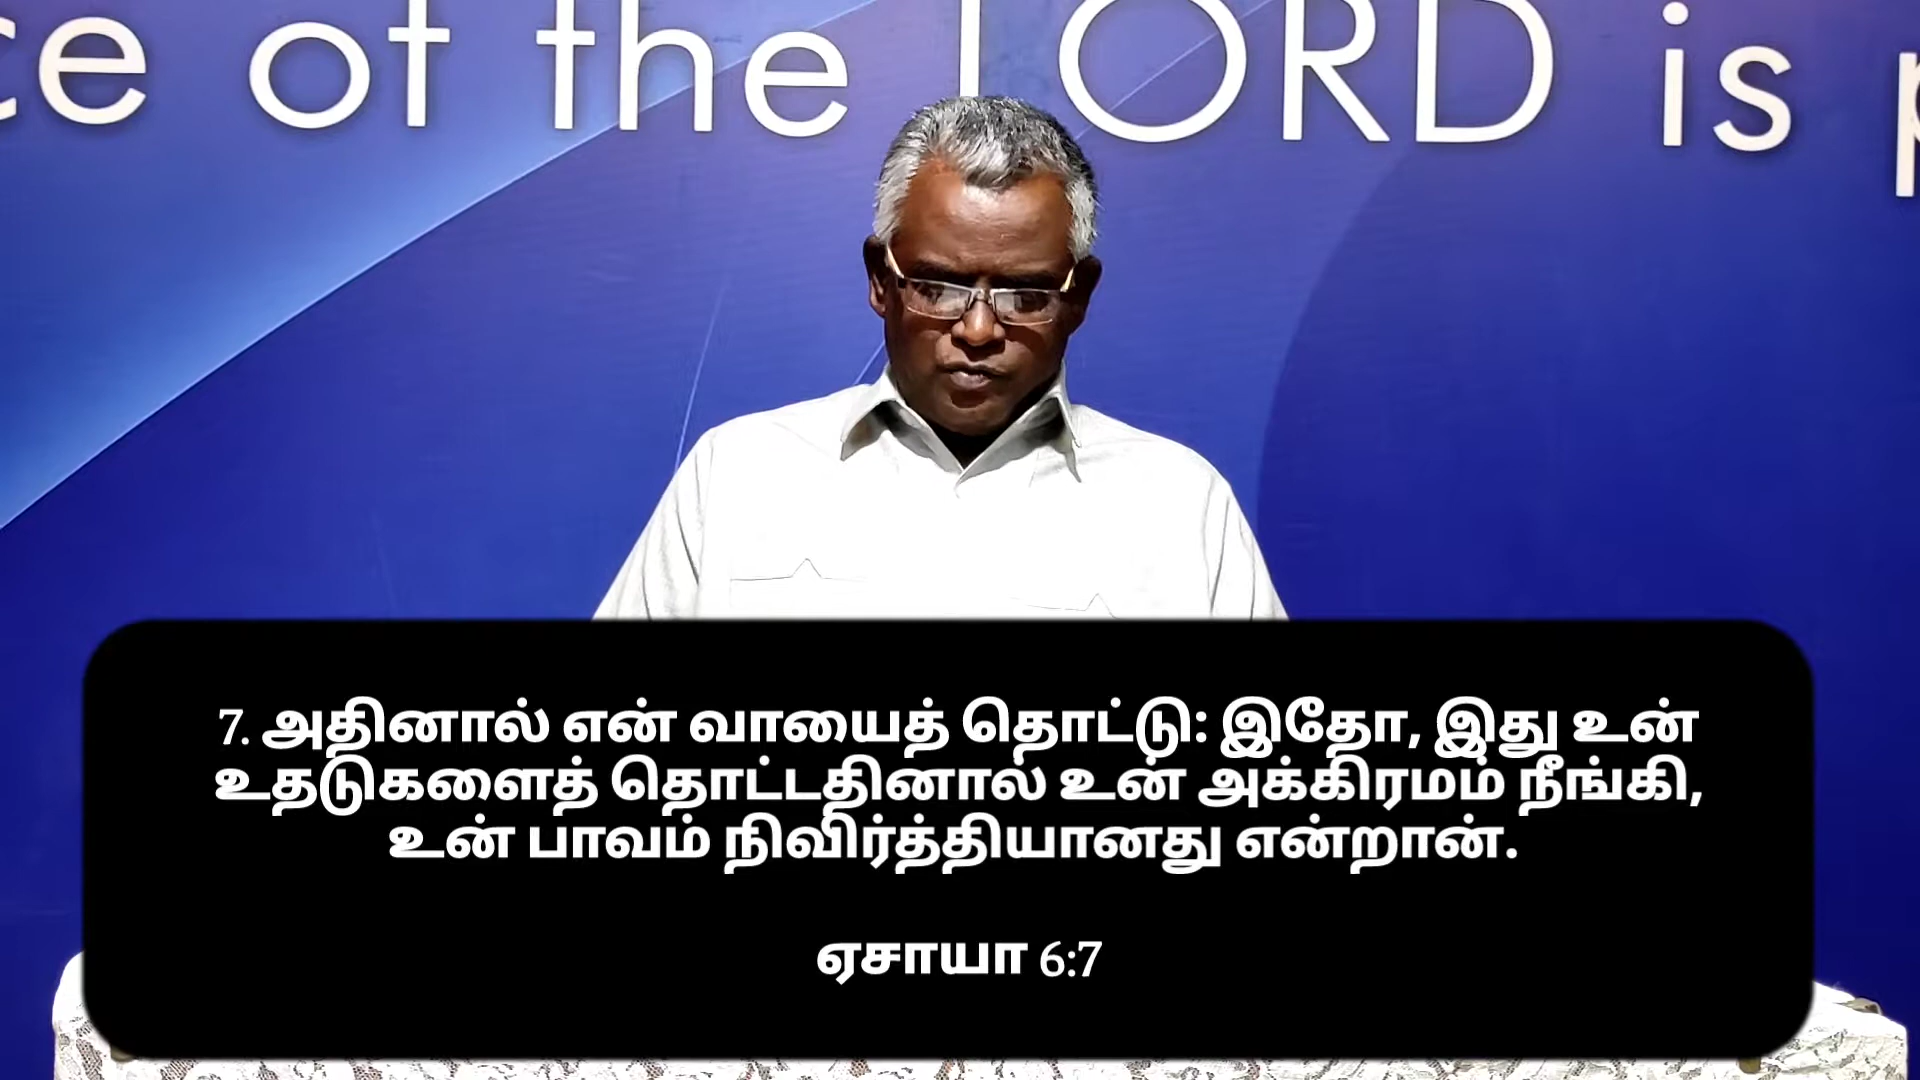 ce of the LORD is p
7. அதினால் என் வாயைத் தொட்டு: இதோ, இது உன்
உதடுகளைத் தொட்டதினால் உன் அக்கிரமம் நீங்கி,
உன் பாவம் நிவிர்த்தியானது என்றான்.
ஏசாயா 6:7